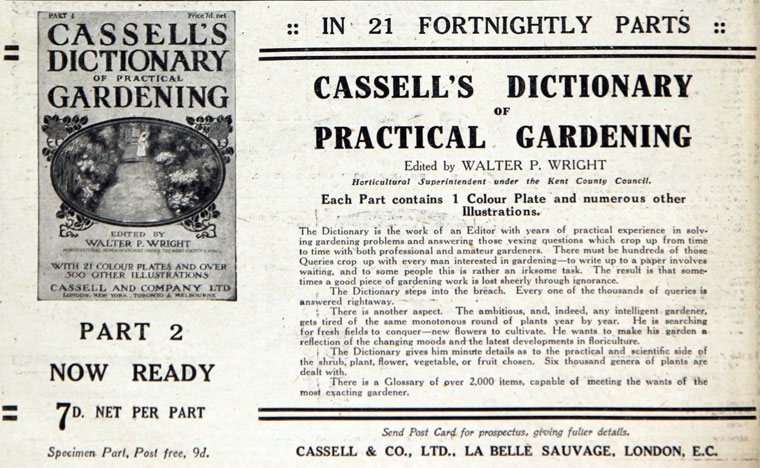 PART 1 Price 7d. net
CASSELL'S
DICTIONARY
OF PRACTICAL
GARDENING
EDITED BY
WALTER P. WRIGHT
WITH 21 COLOUR PLATES AND OVER
500 OTHER ILLUSTRATIONS
CASSELL AND COMPANY LTD
LONDON, NEW YORK, TORONTO & MELBOURNE
PART 2
NOW READY
7D. NET PER PART
Specimen Part, Post free, 9d.
:: IN 21 FORTNIGHTLY PARTS ::
CASSELL'S DICTIONARY
OF
PRACTICAL GARDENING
Edited by WALTER P. WRIGHT
Horticultural Superintendent under the Kent County Council.
Each Part contains 1 Colour Plate and numerous other
Illustrations.
The Dictionary is the work of an Editor with years of practical experience in solv-
ing gardening problems and answering those vexing questions which crop up from time
to time with both professional and amateur gardeners. There must be hundreds of those
Queries crop up with every man interested in gardening—to write up to a paper involves
waiting, and to some people this is rather an irksome task. The result is that some-
times a good piece of gardening work is lost sheerly through ignorance.
The Dictionary steps into the breach. Every one of the thousands of queries is
answered rightaway.
There is another aspect. The ambitious, and, indeed, any intelligent gardener,
gets tired of the same monotonous round of plants year by year. He is searching
for fresh fields to conquer—new flowers to cultivate. He wants to make his garden a
reflection of the changing moods and the latest developments in floriculture.
The Dictionary gives him minute details as to the practical and scientific side of
the shrub, plant, flower, vegetable, or fruit chosen. Six thousand genera of plants are
dealt with.
There is a Glossary of over 2,000 items, capable of meeting the wants of the
most exacting gardener.
Send Post Card for prospectus, giving fuller details.
CASSELL & CO., LTD., LA BELLE SAUVAGE, LONDON, E.C.